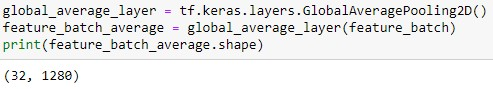 global_average_layer = tf.keras.layers.GlobalAveragePooling2D()
feature_batch_average = global_average_layer(feature_batch)
print(feature_batch_average.shape)
(32, 1280)